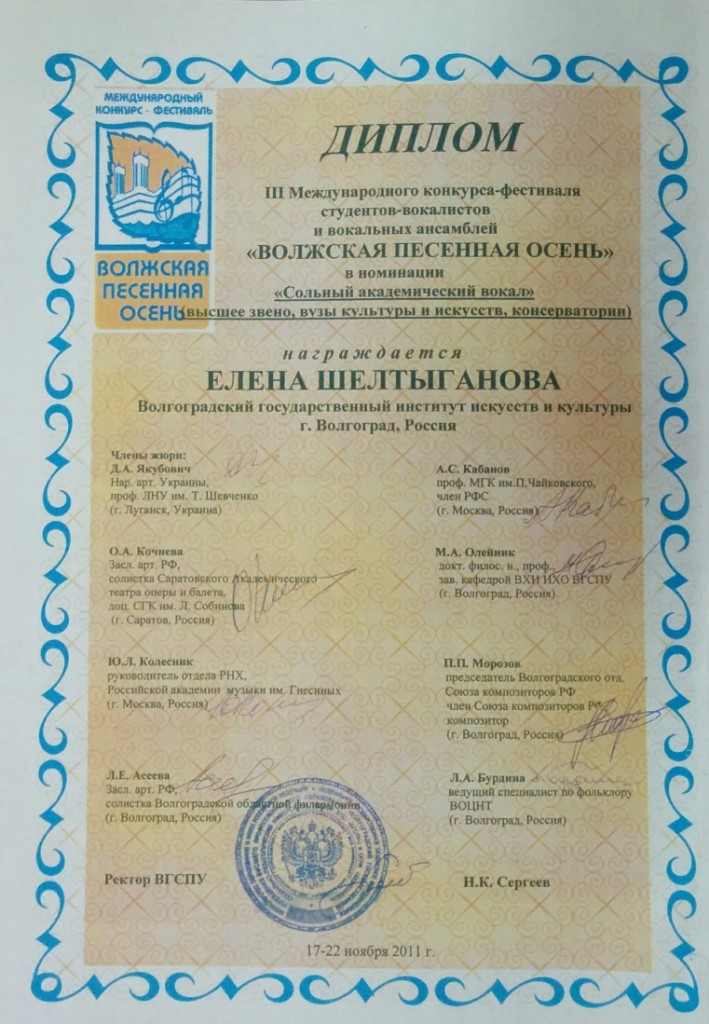 МЕЖДУНАРОДНЫЙ
КОНКУРС - ФЕСТИВАЛЬ
ВОЛЖСКАЯ
ПЕСЕННАЯ
ОСЕНЬ
ДИПЛОМ
III Международного конкурса-фестиваля
студентов-вокалистов
и вокальных ансамблей
«ВОЛЖСКАЯ ПЕСЕННАЯ ОСЕНЬ»
в номинации
«Сольный академический вокал»
(высшее звено, вузы культуры и искусств, консерватории)
награждается
ЕЛЕНА ШЕЛТЫГАНОВА
Волгоградский государственный институт искусств и культуры
г. Волгоград, Россия
Члены жюри:
Д.А. Якубович
Нар. арт. Украины,
проф. ЛНУ им. Т. Шевченко
(г. Луганск, Украина)
А.С. Кабанов
проф. МГК им.П.Чайковского,
член РФС
(г. Москва, Россия)
О.А. Кочнева
Засл. арт. РФ,
солистка Саратовского Академического
театра оперы и балета,
доц. СГК им. Л. Собинова
(г. Саратов, Россия)
М.А. Олейник
докт. филос. н., проф.,
зав. кафедрой ВХИ ИХО ВГСПУ
(г. Волгоград, Россия)
Ю.Л. Колесник
руководитель отдела РНХ,
Российской академии музыки им. Гнесиных
(г. Москва, Россия)
П.П. Морозов
председатель Волгоградского отд.
Союза композиторов РФ
член Союза композиторов РФ,
композитор
(г. Волгоград, Россия)
Л.Е. Асеева
Засл. арт. РФ,
солистка Волгоградской областной филармонии
(г. Волгоград, Россия)
Л.А. Бурдина
ведущий специалист по фольклору
ВОЦНТ
(г. Волгоград, Россия)
Ректор ВГСПУ
Н.К. Сергеев
17-22 ноября 2011 г.